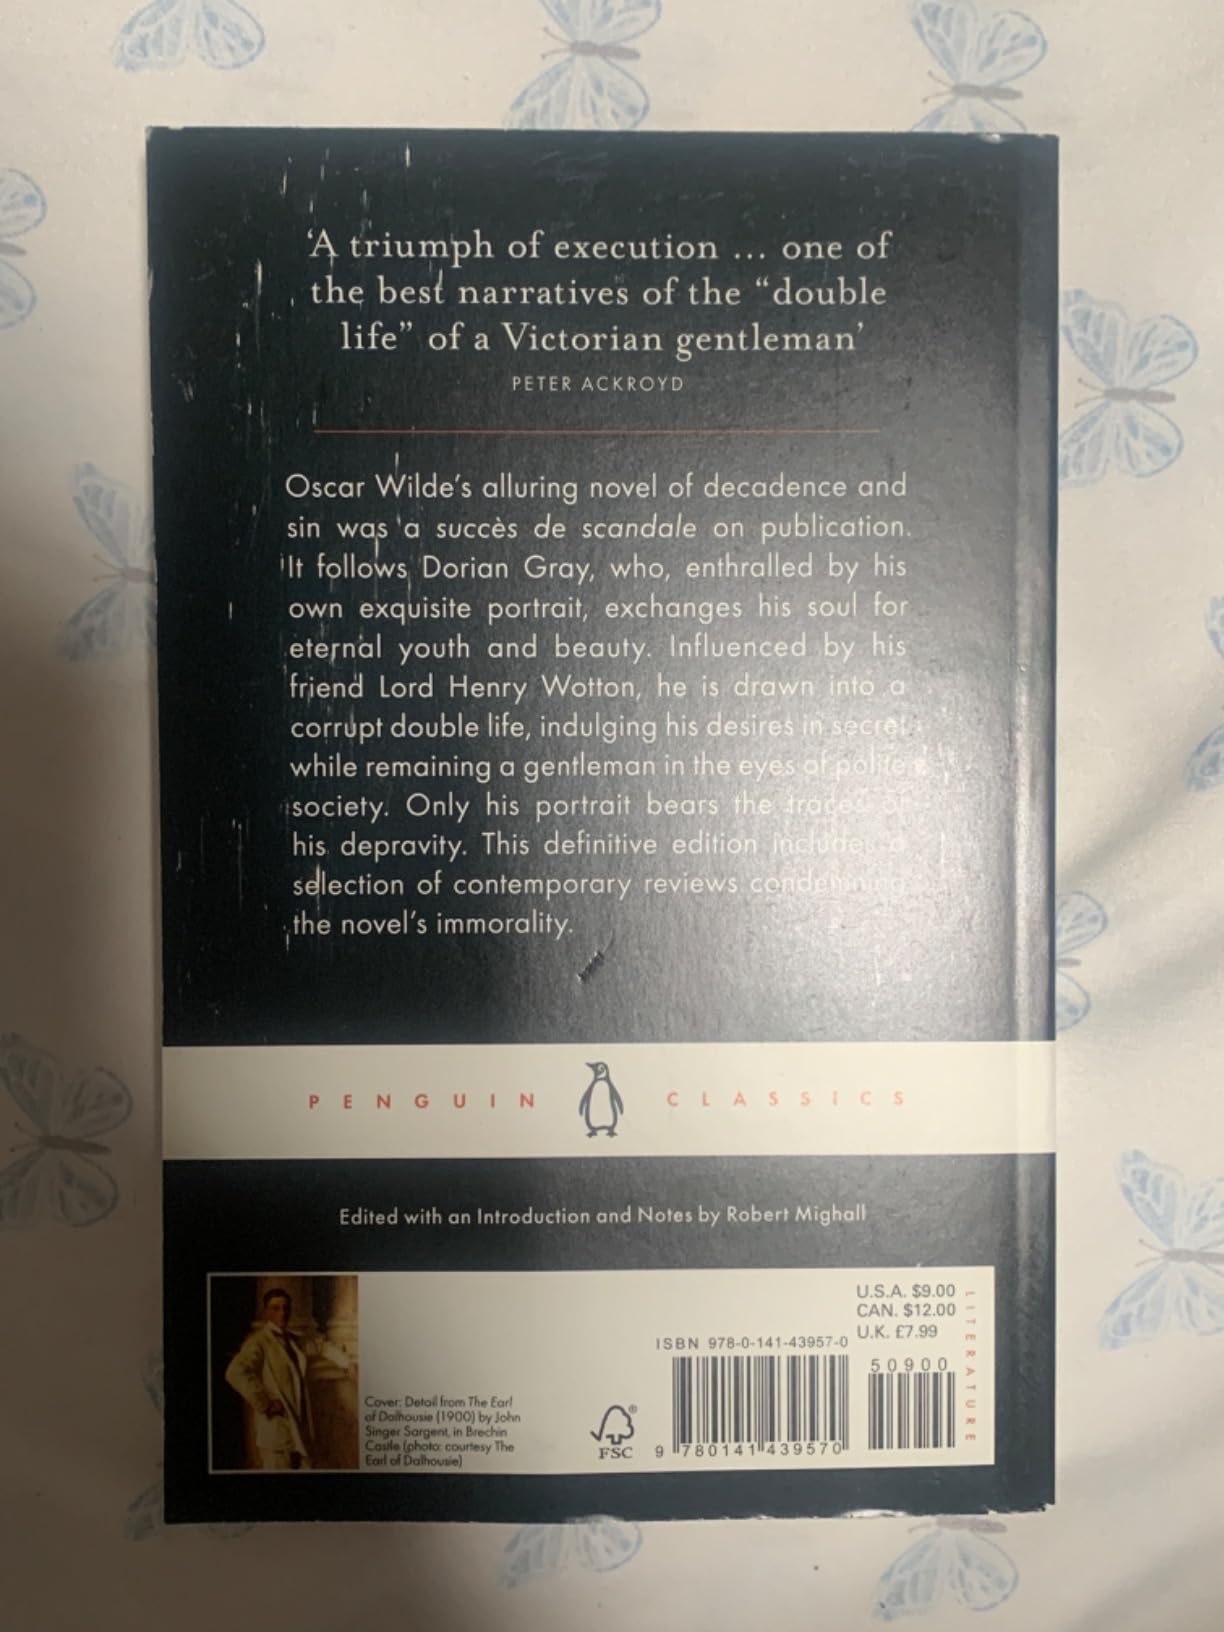 ‘A triumph of execution ... one of
the best narratives of the “double
life” of a Victorian gentleman’
PETER ACKROYD
Oscar Wilde’s alluring novel of decadence and
sin was a succès de scandale on publication.
It follows Dorian Gray, who, enthralled by his
own exquisite portrait, exchanges his soul for
eternal youth and beauty. Influenced by his
friend Lord Henry Wotton, he is drawn into a
corrupt double life, indulging his desires in secret
while remaining a gentleman in the eyes of polite
society. Only his portrait bears the traces of
his depravity. This definitive edition includes a
selection of contemporary reviews condemning
the novel’s immorality.
PENGUIN CLASSICS
Edited with an Introduction and Notes by Robert Mighall
Cover: Detail from The Earl
of Dalhousie (1900) by John
Singer Sargent, in Brechin
Castle (photo: courtesy The
Earl of Dalhousie)
FSC
®
U.S.A. $9.00
CAN. $12.00
U.K. £7.99
ISBN 978-0-141-43957-0
50900
9 780141 439570
LITERATURE